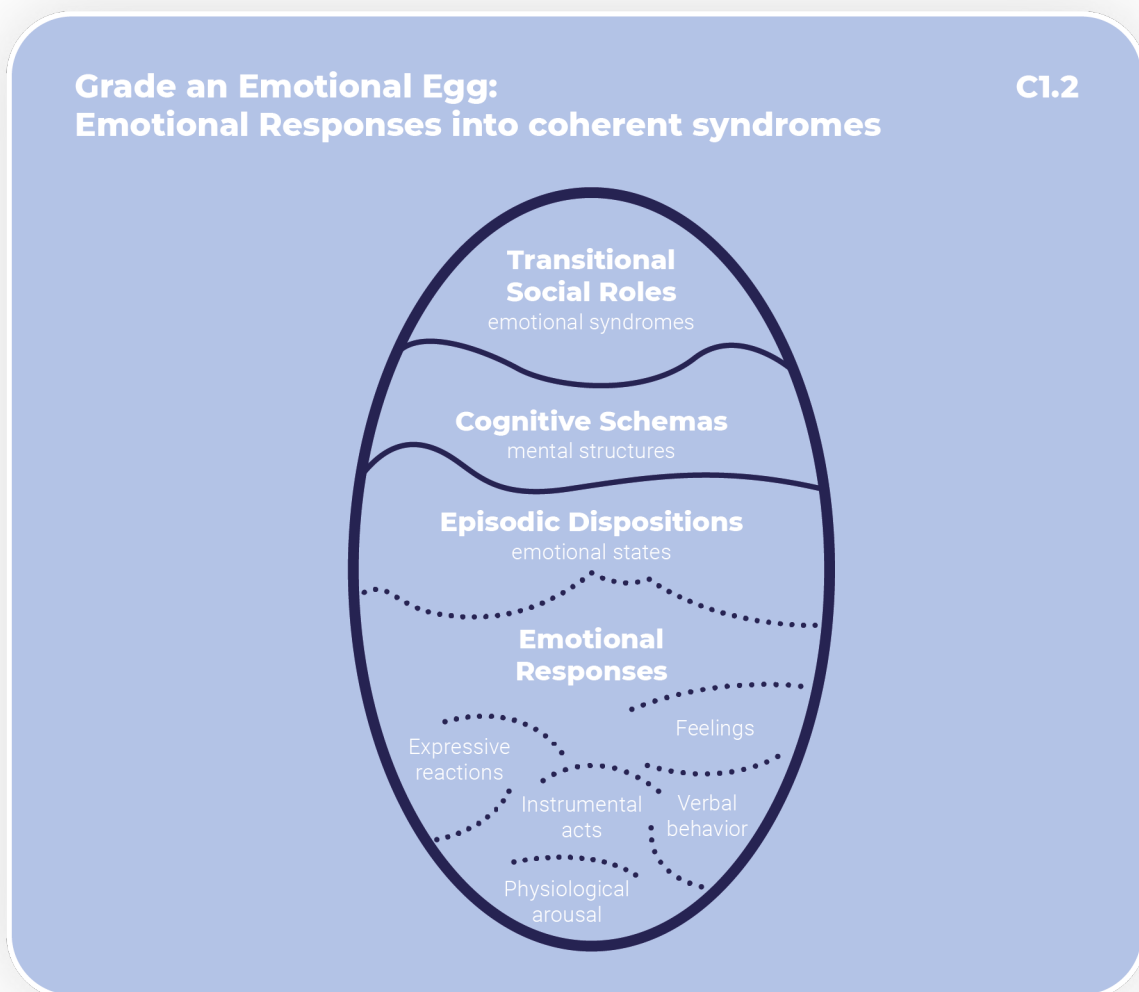 Grade an Emotional Egg:
C1.2
Emotional Responses into coherent syndromes
Transitional
Social Roles
emotional syndromes
Cognitive Schemas
mental structures
Episodic Dispositions
emotional states
Emotional
Responses
Feelings
Expressive
reactions
Instrumental
acts
Verbal
behavior
Physiological
arousal